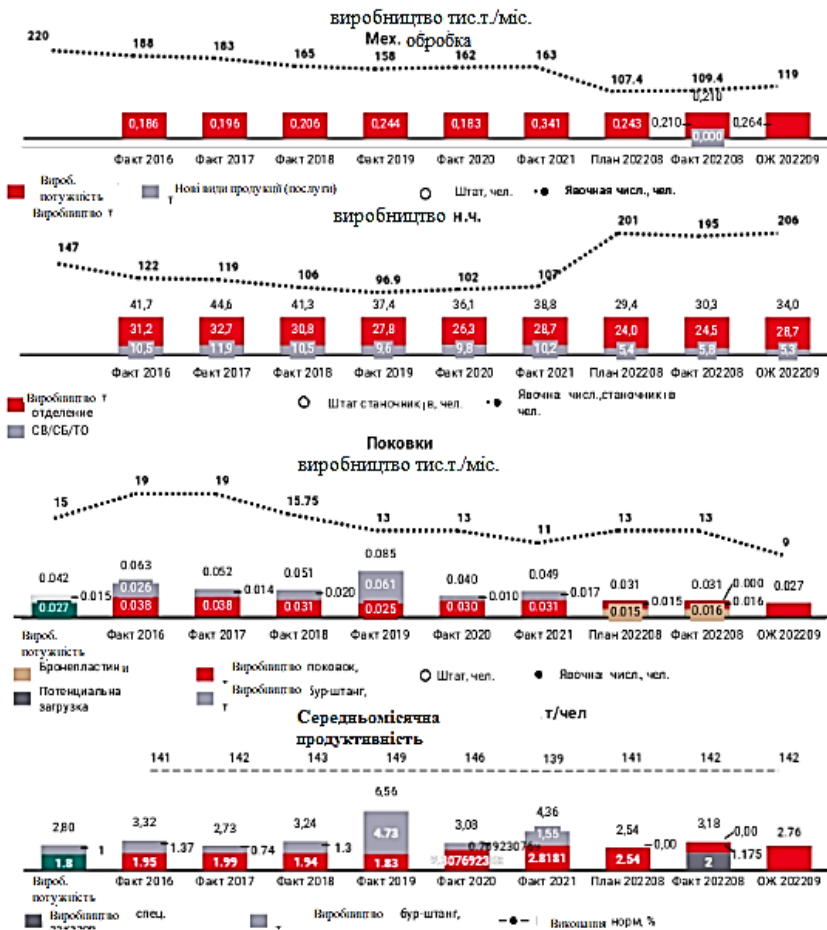 виробництво тис.т./міс.
Мех. обробка
220 188 183 165 158 162 163 107.4 109.4 119
0,210
0,186 0,196 0,206 0,244 0,183 0,341 0,243 0,210 0,000 0,264
Факт 2016 Факт 2017 Факт 2018 Факт 2019 Факт 2020 Факт 2021 План 202208 Факт 202208 ОЖ 202209
Вироб. потужність
Виробництво т
Нові види продукції (послуги) т
Штат, чел.
Явочная числ., чел.
виробництво н.ч.
147 122 119 106 96.9 102 107 201 195 206
41,7 44,6 41,3 37,4 36,1 38,8 29,4 30,3 34,0
31,2 32,7 30,8 27,8 26,3 28,7 24,0 24,5 28,7
10,5 11,9 10,5 9,6 9,8 10,2 5,4 5,8 5,3
Факт 2016 Факт 2017 Факт 2018 Факт 2019 Факт 2020 Факт 2021 План 202208 Факт 202208 ОЖ 202209
Виробництво т
отделение
СВ/СБ/ТО
Штат станочників, чел.
Явочна числ.,станочників
чел.
Поковки
виробництво тис.т./міс.
15 19 19 15.75 13 13 11 13 13 9
0.042 0.063 0.052 0.051 0.085 0.040 0.049 0.031 0.031 0.000 0.027
0.015 0.026 0.014 0.020 0.061 0.010 0.017 0.015 0.016
0.027 0.038 0.038 0.031 0.025 0.030 0.031 0.015 0.016
Вироб.
потужність
Факт 2016 Факт 2017 Факт 2018 Факт 2019 Факт 2020 Факт 2021 План 202208 Факт 202208 ОЖ 202209
Бронепластини
Потенциальна
загрузка
Виробництво поковок,
т
Виробництво бур-штанг,
т
Штат, чел.
Явочна числ., чел.
Середньомісячна
продуктивність
т/чел
141 142 143 149 146 139 141 142 142
2,80 3,32 2,73 3,24 6,56 3,03 4,36 2,54 3,18 0,00 2.76
1 1.37 0.74 1.3 4.73 1,55 0,00 1.175
1.8 1.95 1.99 1.94 1.83 2.8181 2.54 2
Вироб.
потужність
Факт 2016 Факт 2017 Факт 2018 Факт 2019 Факт 2020 Факт 2021 План 202208 Факт 202208 ОЖ 202209
Виробництво спец.
Виробництво бур-штанг,
т
Виконання норм, %